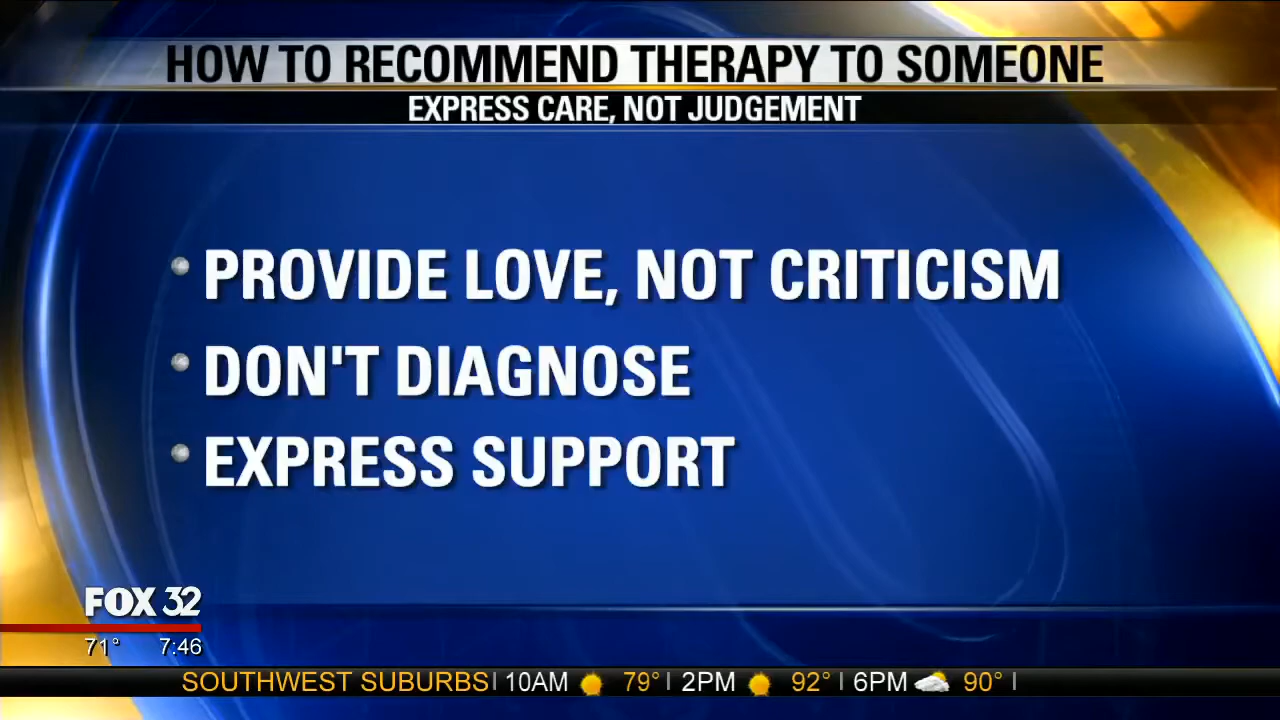 HOW TO RECOMMEND THERAPY TO SOMEONE
EXPRESS CARE, NOT JUDGEMENT
• PROVIDE LOVE, NOT CRITICISM
• DON'T DIAGNOSE
• EXPRESS SUPPORT
FOX 32
71° 7:46
SOUTHWEST SUBURBS | 10AM 79° | 2PM 92° | 6PM 90° |